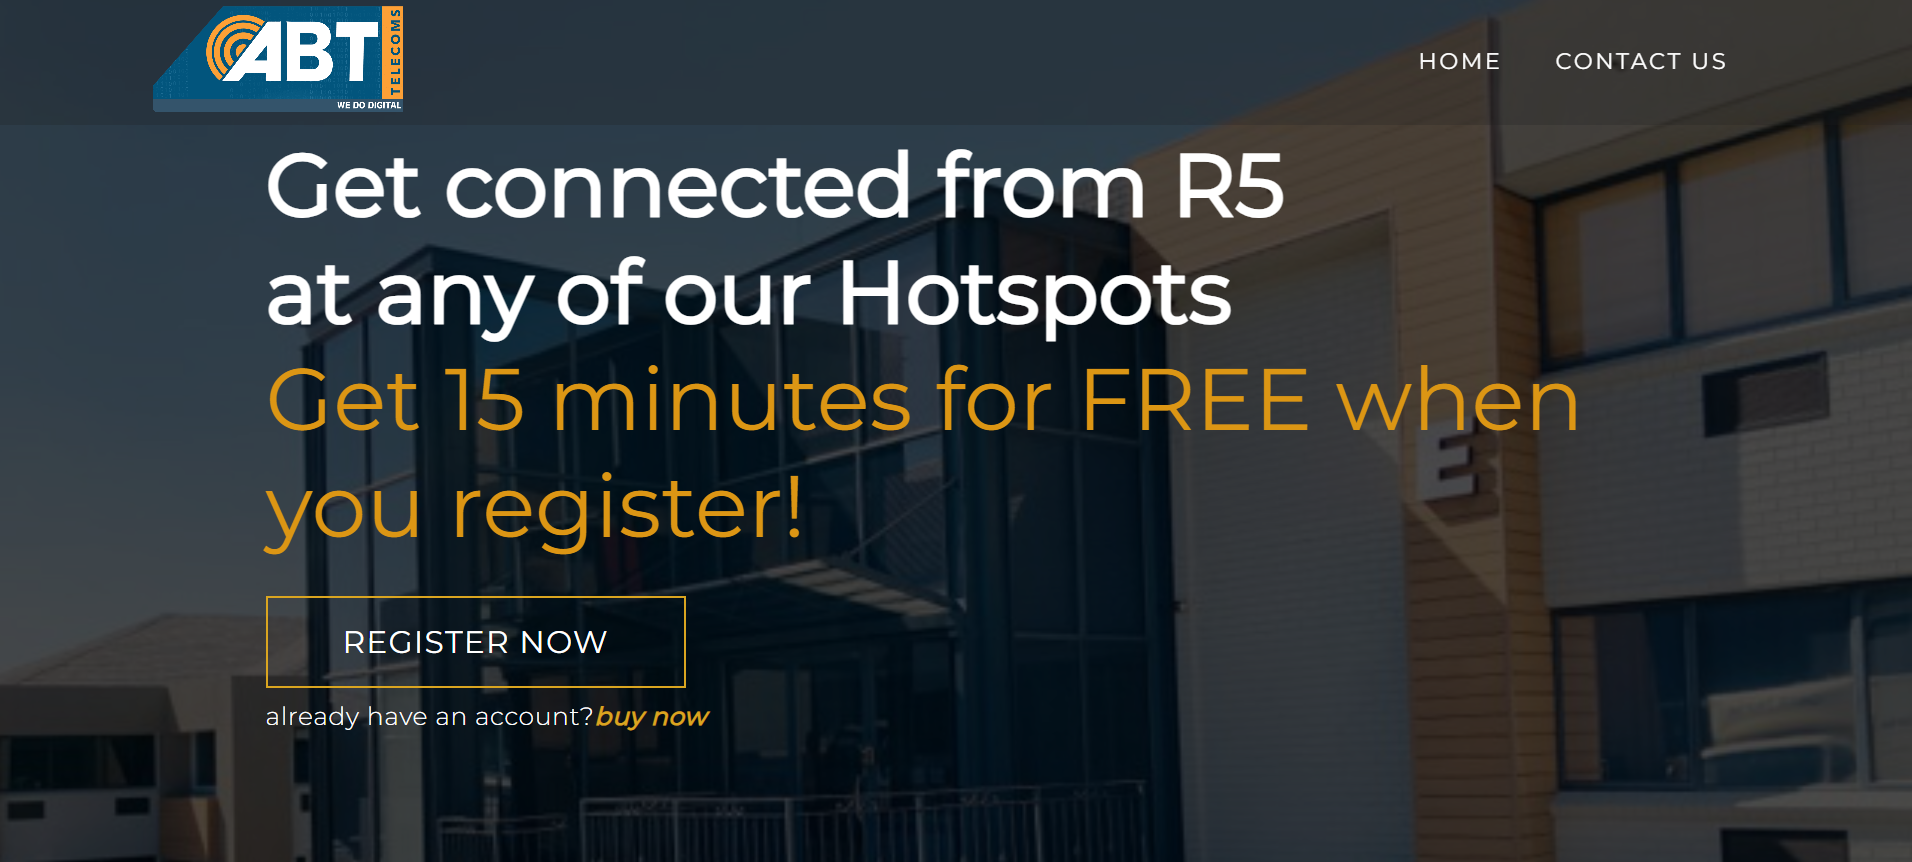 ABT
TELECOMS
WE DO DIGITAL
HOME
CONTACT US
Get connected from R5
at any of our Hotspots
Get 15 minutes for FREE when
you register!
E
REGISTER NOW
already have an account?buy now